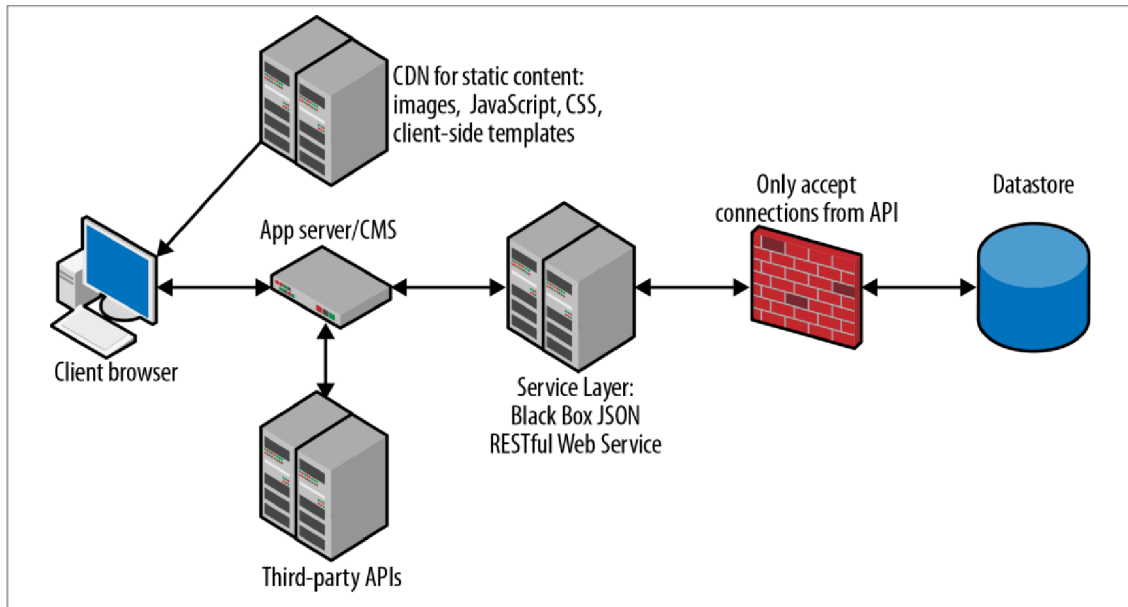 CDN for static content:
images, JavaScript, CSS,
client-side templates
Only accept
connections from API
Datastore
App server/CMS
Client browser
Service Layer:
Black Box JSON
RESTful Web Service
Third-party APIs